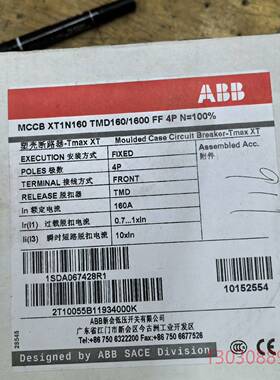 ABB
MCCB XT1N160 TMD160/1600 FF 4P N=100%
塑壳断路器-Tmax XT Moulded Case Circuit Breaker-Tmax XT
EXECUTION 安装方式 FIXED Assembled Acc.
附件
POLES 极数 4P
TERMINAL 接线方式 FRONT
RELEASE 脱扣器 TMD
In 额定电流 160A
Ir(I1) 过载脱扣电流 0.7...1xIn
Ii(I3) 瞬时短路脱扣电流 10xIn
116
1SDA067428R1
2T10055B11934000K 10152554
ABB新会低压开关有限公司
广东省江门市新会区今古洲工业开发区
Tel:+86 750 6322200 Fax:+86 750 6677526
28545
Designed by ABB SACE Division